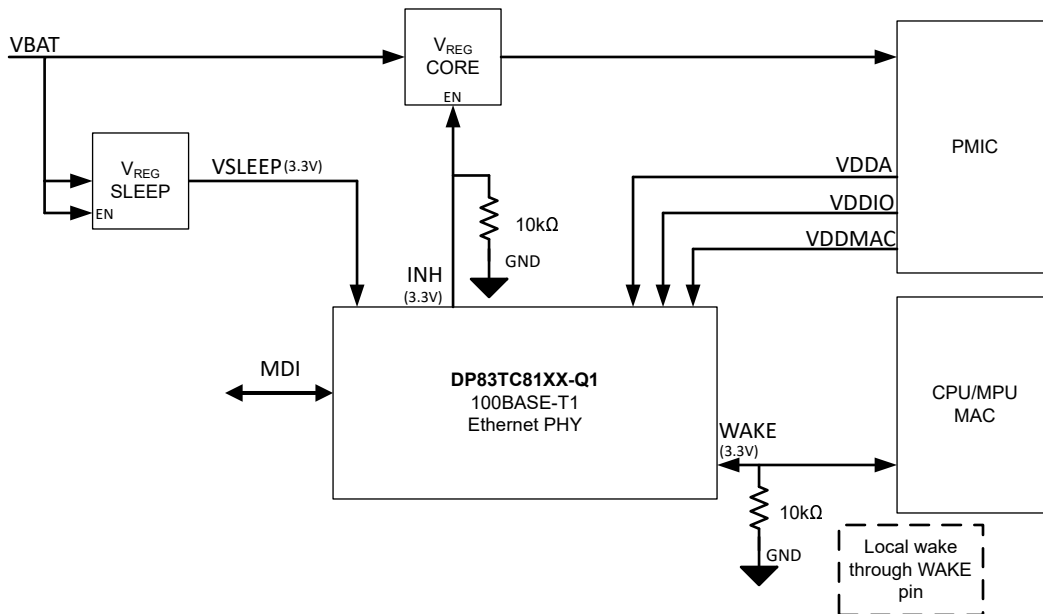 VBAT
VREG
CORE
EN
VREG
SLEEP
EN
VSLEEP (3.3V)
10kΩ
GND
INH
(3.3V)
PMIC
VDDA
VDDIO
VDDMAC
MDI
DP83TC81XX-Q1
100BASE-T1
Ethernet PHY
WAKE
(3.3V)
CPU/MPU
MAC
10kΩ
GND
Local wake
through WAKE
pin